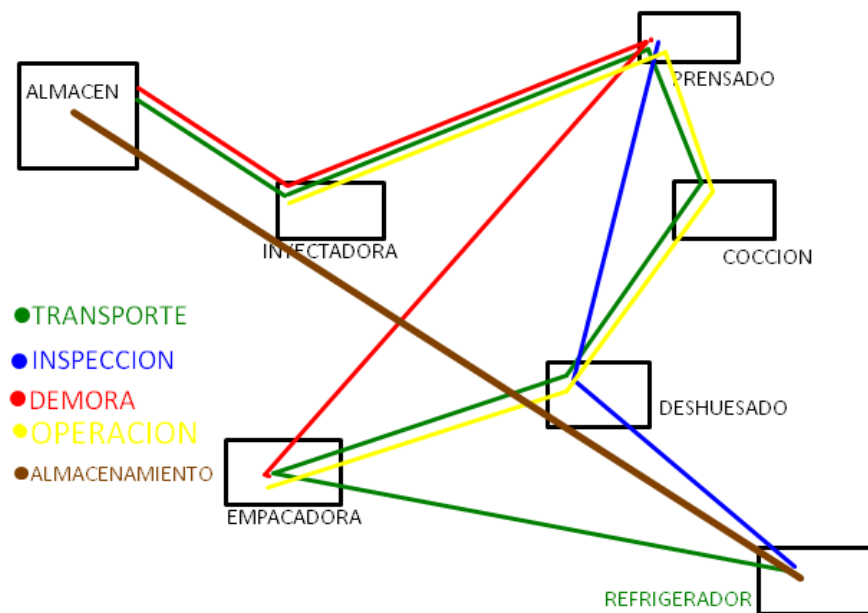 PRENSADO
ALMACEN
INYECTADORA
COCCION
TRANSPORTE
INSPECCION
DEMORA
OPERACION
ALMACENAMIENTO
DESHUESADO
EMPACADORA
REFRIGERADOR